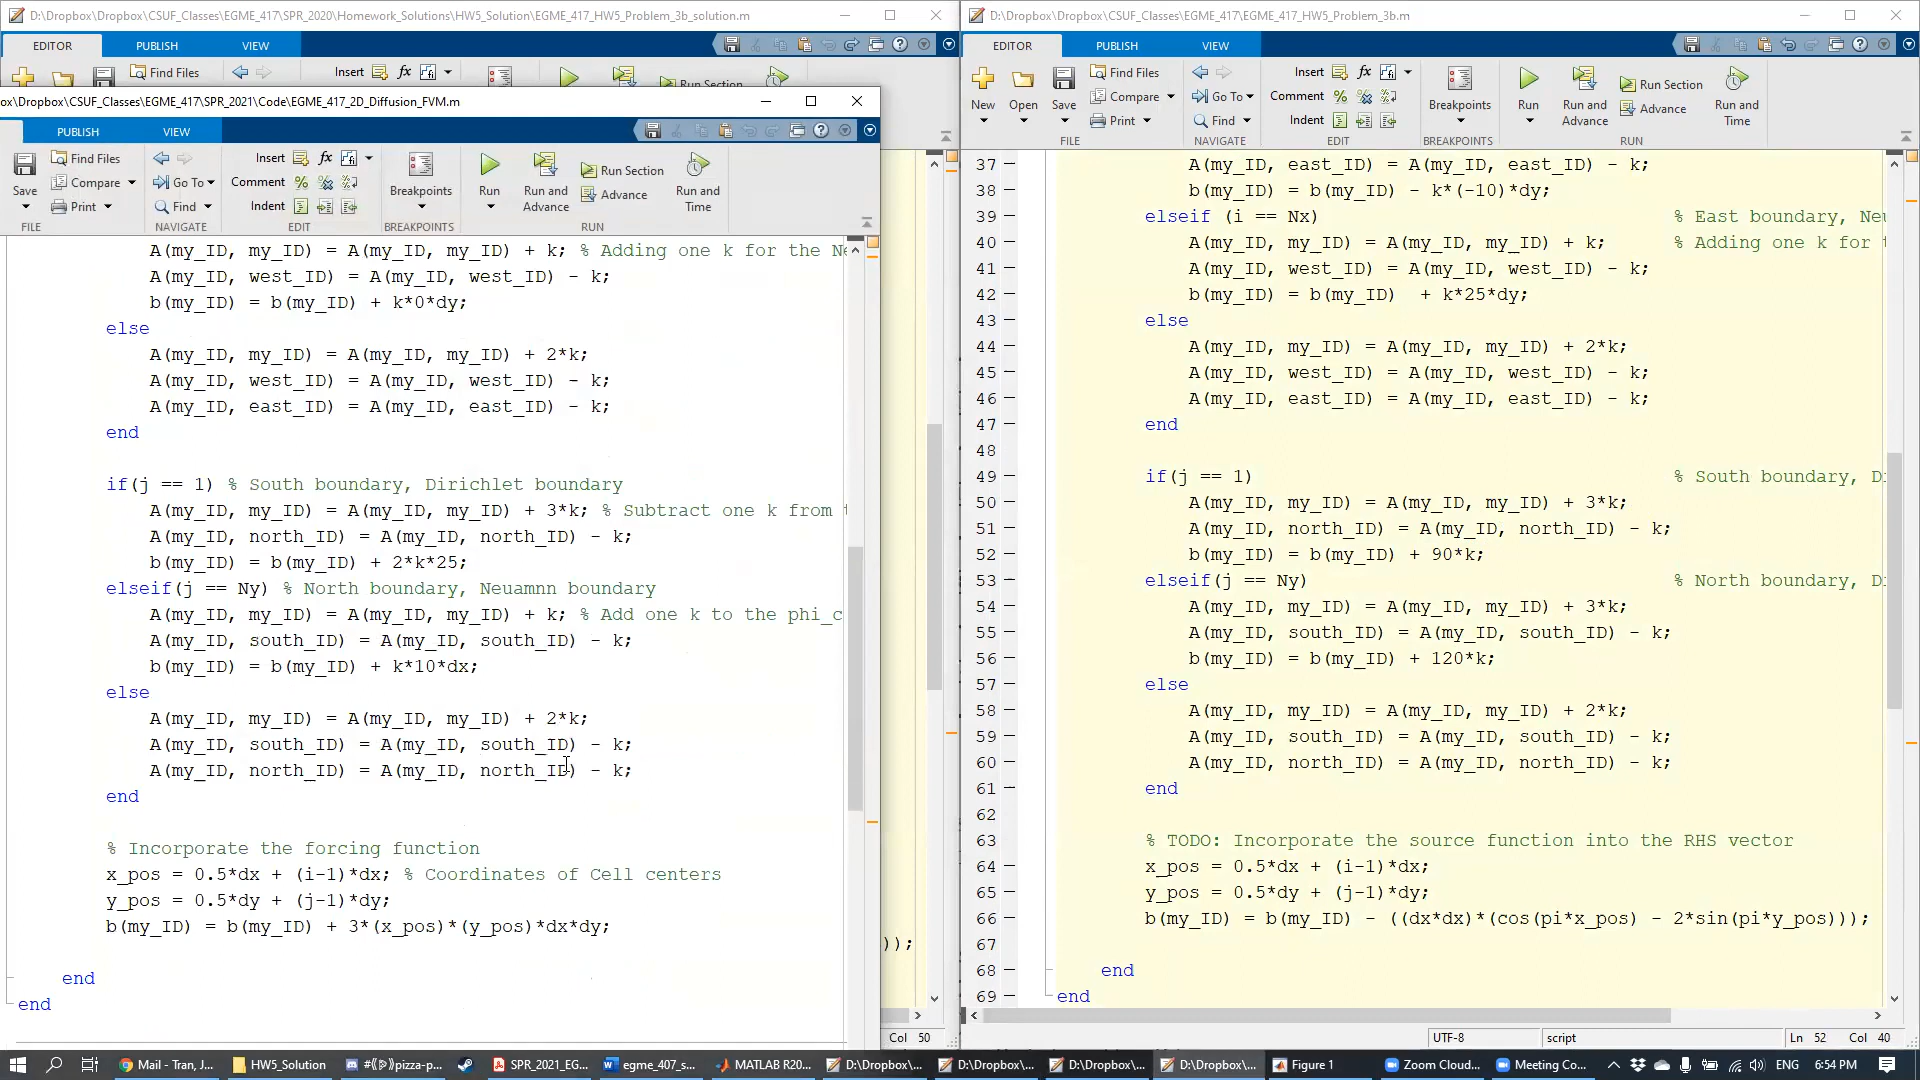 D:\Dropbox\Dropbox\CSUF_Classes\EGME_417\SPR_2020\Homework_Solutions\HW5_Solution\EGME_417_HW5_Problem_3b_solution.m
EDITOR PUBLISH VIEW
Find Files Insert fx Run Section
ox\Dropbox\CSUF_Classes\EGME_417\SPR_2021\Code\EGME_417_2D_Diffusion_FVM.m
PUBLISH VIEW
Save Find Files Compare Print
Go To Find
Insert fx Comment Indent
Breakpoints Run Run and Advance Run Section Advance Run and Time
FILE NAVIGATE EDIT BREAKPOINTS RUN
A(my_ID, my_ID) = A(my_ID, my_ID) + k; % Adding one k for the Ne
A(my_ID, west_ID) = A(my_ID, west_ID) - k;
b(my_ID) = b(my_ID) + k*0*dy;
else
A(my_ID, my_ID) = A(my_ID, my_ID) + 2*k;
A(my_ID, west_ID) = A(my_ID, west_ID) - k;
A(my_ID, east_ID) = A(my_ID, east_ID) - k;
end
if(j == 1) % South boundary, Dirichlet boundary
A(my_ID, my_ID) = A(my_ID, my_ID) + 3*k; % Subtract one k from t
A(my_ID, north_ID) = A(my_ID, north_ID) - k;
b(my_ID) = b(my_ID) + 2*k*25;
elseif(j == Ny) % North boundary, Neuamnn boundary
A(my_ID, my_ID) = A(my_ID, my_ID) + k; % Add one k to the phi_c
A(my_ID, south_ID) = A(my_ID, south_ID) - k;
b(my_ID) = b(my_ID) + k*10*dx;
else
A(my_ID, my_ID) = A(my_ID, my_ID) + 2*k;
A(my_ID, south_ID) = A(my_ID, south_ID) - k;
A(my_ID, north_ID) = A(my_ID, north_ID) - k;
end
% Incorporate the forcing function
x_pos = 0.5*dx + (i-1)*dx; % Coordinates of Cell centers
y_pos = 0.5*dy + (j-1)*dy;
b(my_ID) = b(my_ID) + 3*(x_pos)*(y_pos)*dx*dy;
end
end
));
Col 50
D:\Dropbox\Dropbox\CSUF_Classes\EGME_417\EGME_417_HW5_Problem_3b.m
EDITOR PUBLISH VIEW
New Open Save Find Files Compare Print
Go To Find
Insert fx Comment Indent
Breakpoints Run Run and Advance Run Section Advance Run and Time
FILE NAVIGATE EDIT BREAKPOINTS RUN
37 A(my_ID, east_ID) = A(my_ID, east_ID) - k;
38 b(my_ID) = b(my_ID) - k*(-10)*dy;
39 elseif (i == Nx) % East boundary, Neu
40 A(my_ID, my_ID) = A(my_ID, my_ID) + k; % Adding one k for t
41 A(my_ID, west_ID) = A(my_ID, west_ID) - k;
42 b(my_ID) = b(my_ID) + k*25*dy;
43 else
44 A(my_ID, my_ID) = A(my_ID, my_ID) + 2*k;
45 A(my_ID, west_ID) = A(my_ID, west_ID) - k;
46 A(my_ID, east_ID) = A(my_ID, east_ID) - k;
47 end
48
49 if(j == 1) % South boundary, Di
50 A(my_ID, my_ID) = A(my_ID, my_ID) + 3*k;
51 A(my_ID, north_ID) = A(my_ID, north_ID) - k;
52 b(my_ID) = b(my_ID) + 90*k;
53 elseif(j == Ny) % North boundary, Di
54 A(my_ID, my_ID) = A(my_ID, my_ID) + 3*k;
55 A(my_ID, south_ID) = A(my_ID, south_ID) - k;
56 b(my_ID) = b(my_ID) + 120*k;
57 else
58 A(my_ID, my_ID) = A(my_ID, my_ID) + 2*k;
59 A(my_ID, south_ID) = A(my_ID, south_ID) - k;
60 A(my_ID, north_ID) = A(my_ID, north_ID) - k;
61 end
62
63 % TODO: Incorporate the source function into the RHS vector
64 x_pos = 0.5*dx + (i-1)*dx;
65 y_pos = 0.5*dy + (j-1)*dy;
66 b(my_ID) = b(my_ID) - ((dx*dx)*(cos(pi*x_pos) - 2*sin(pi*y_pos)));
67
68 end
69 end
UTF-8 script Ln 52 Col 40
Mail - Tran, J... HW5_Solution #((ᐅ)pizza-p... SPR_2021_EG... egme_407_s... MATLAB R20... D:\Dropbox\... D:\Dropbox\... D:\Dropbox\... D:\Dropbox\... Figure 1 Zoom Cloud... Meeting Co... ENG 6:54 PM